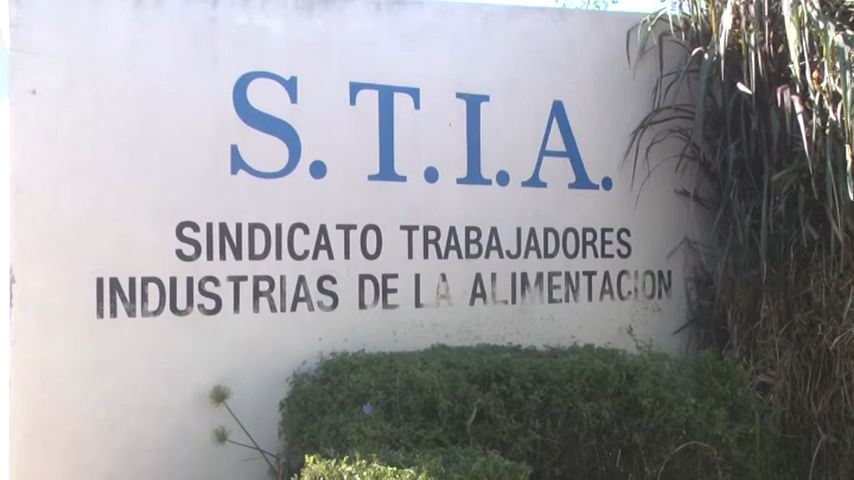 S.T.I.A.
SINDICATO TRABAJADORES
INDUSTRIAS DE LA ALIMENTACION